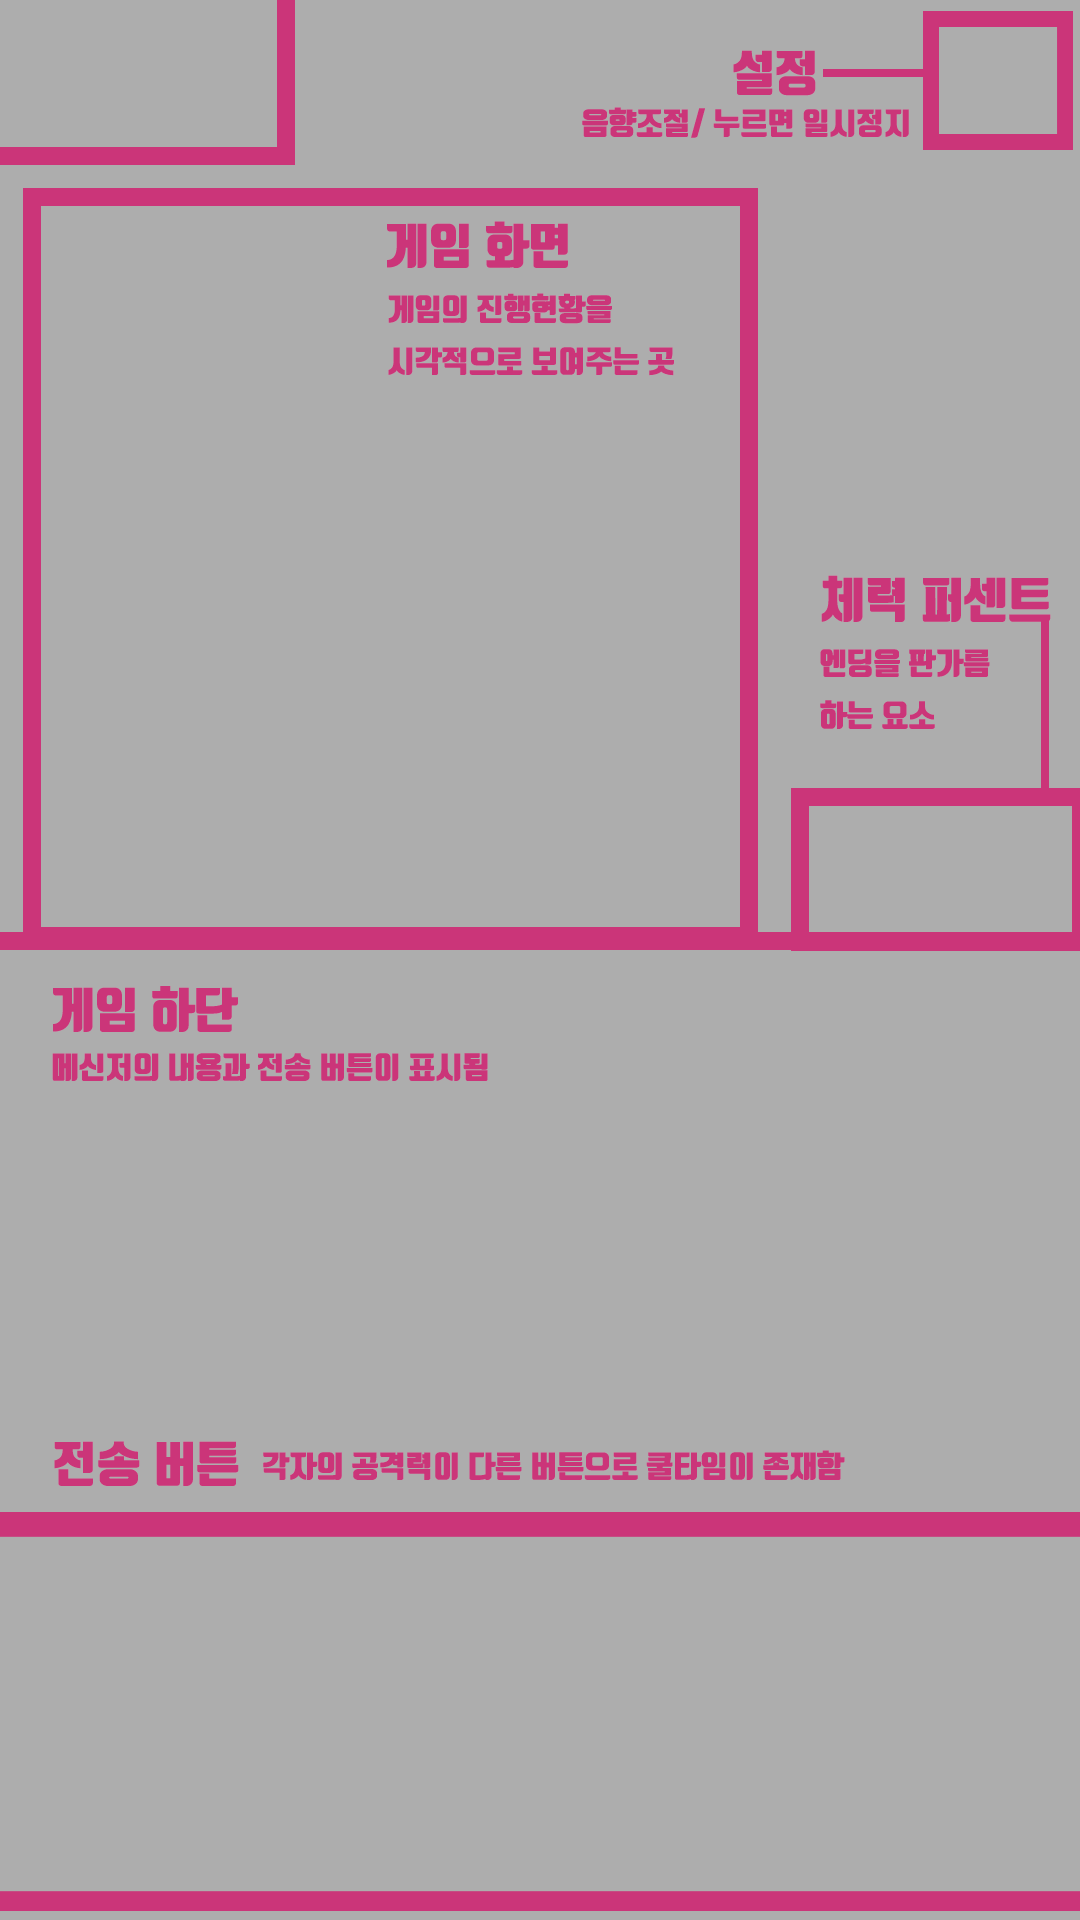 설정
음향조절/ 누르면 일시정지
게임 화면
게임의 진행현황을
시각적으로 보여주는 곳
체력 퍼센트
엔딩을 판가름
하는 요소
게임 하단
메신저의 내용과 전송 버튼이 표시됨
전송 버튼 각자의 공격력이 다른 버튼으로 쿨타임이 존재함